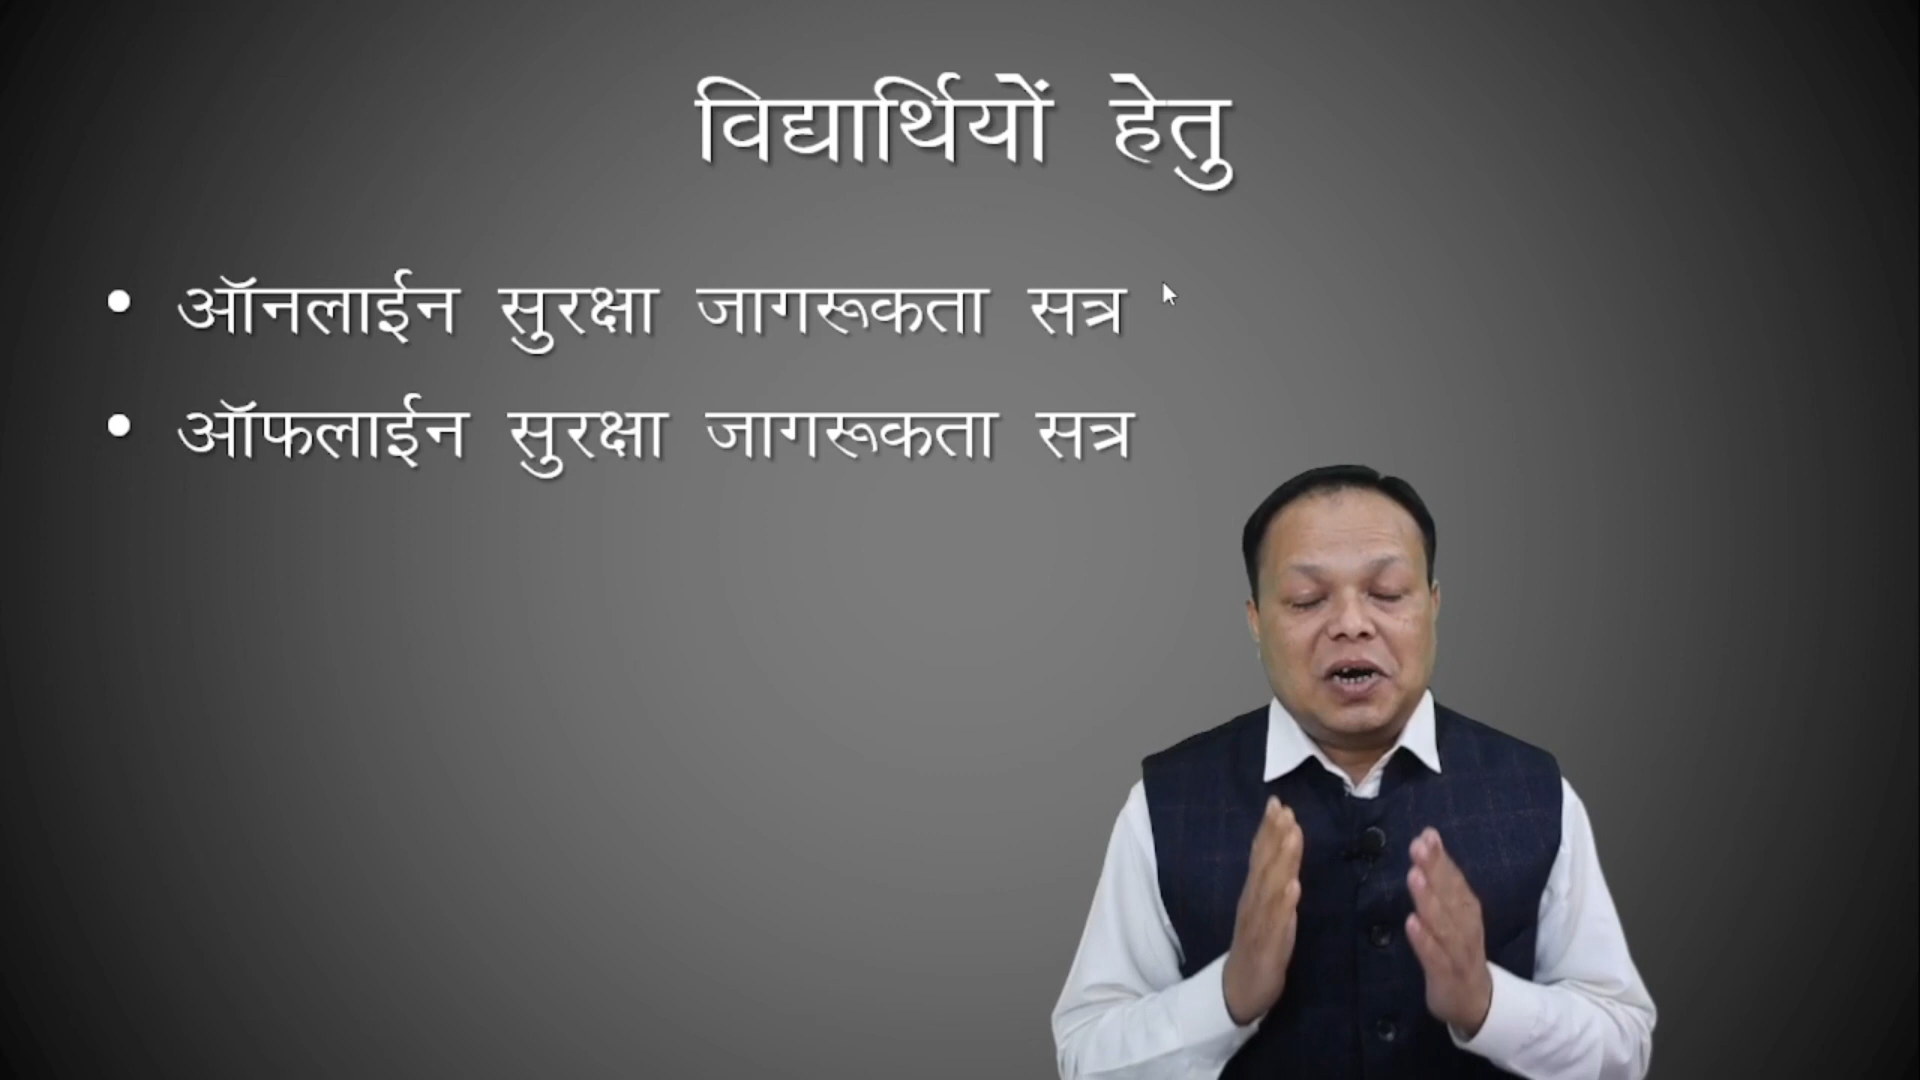 विद्यार्थियों हेतु
• ऑनलाईन सुरक्षा जागरूकता सत्र
• ऑफलाईन सुरक्षा जागरूकता सत्र